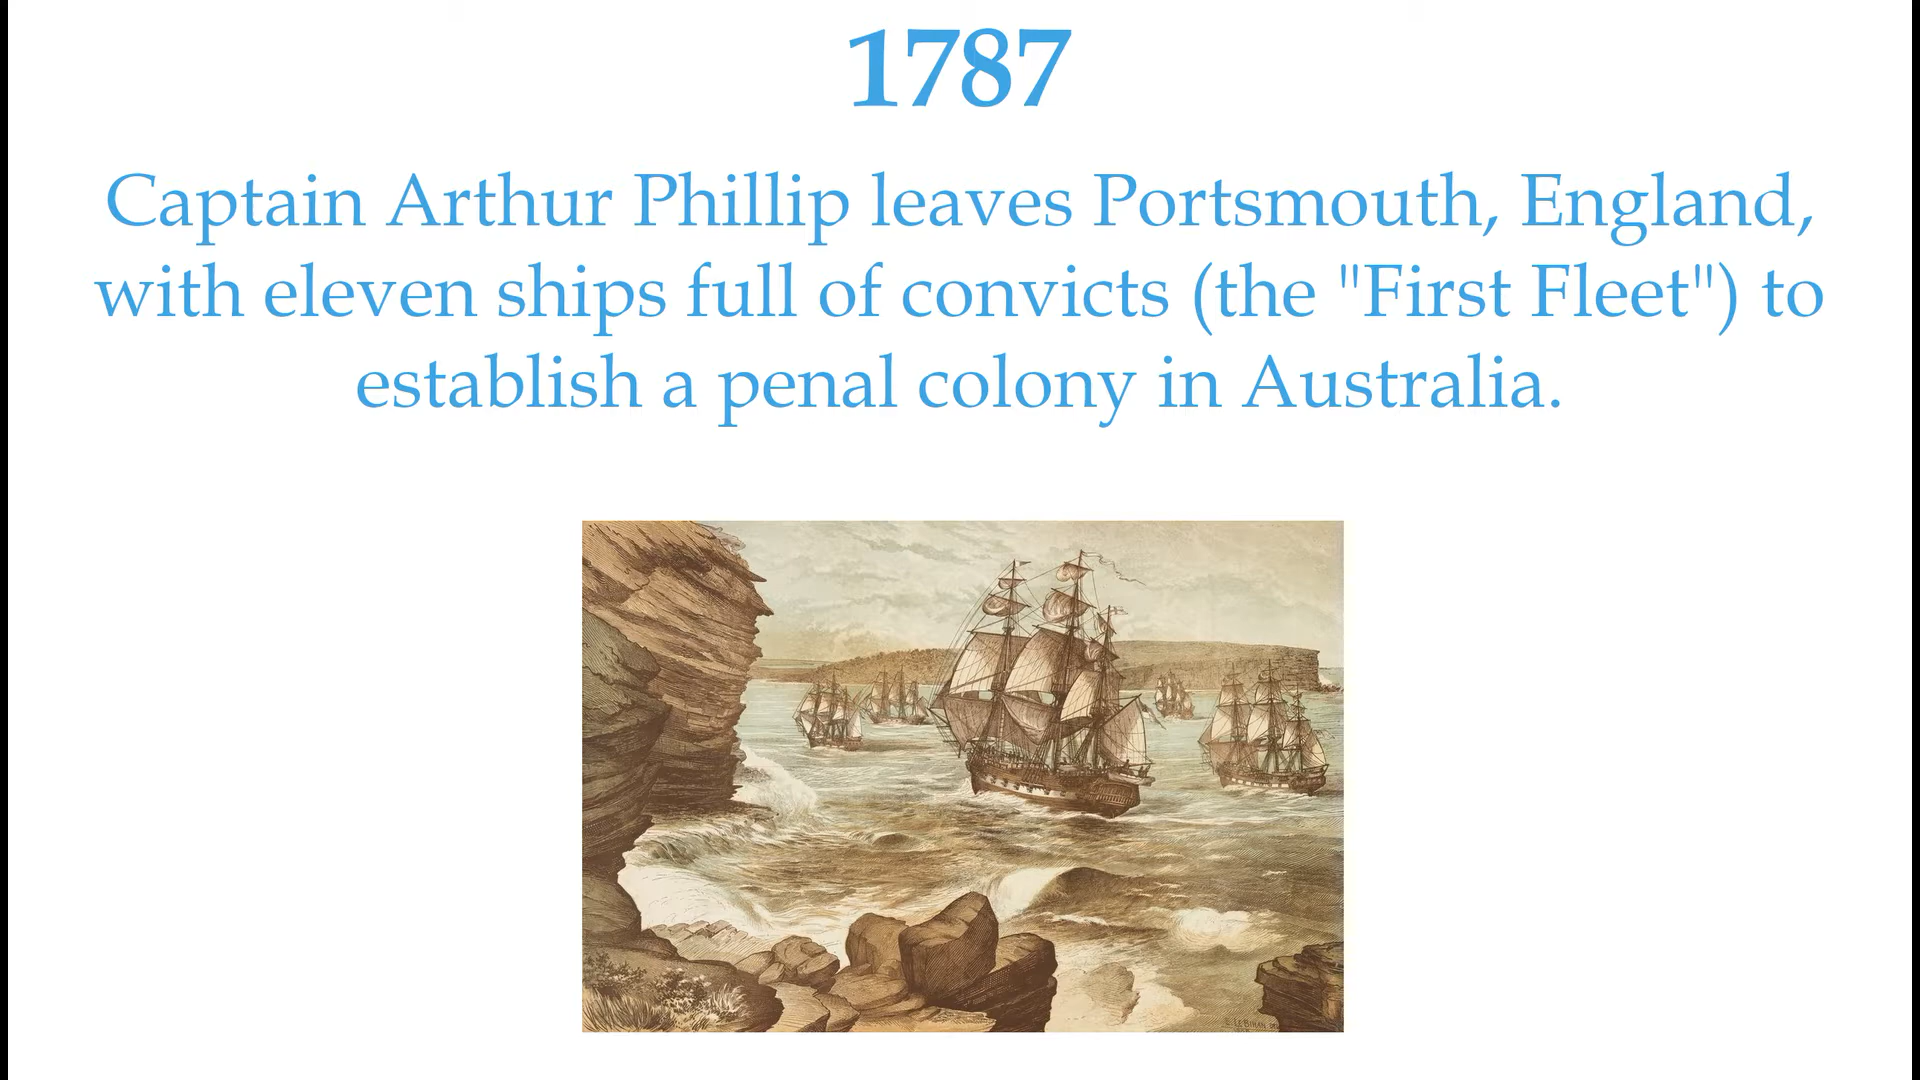 1787
Captain Arthur Phillip leaves Portsmouth, England,
with eleven ships full of convicts (the "First Fleet") to
establish a penal colony in Australia.